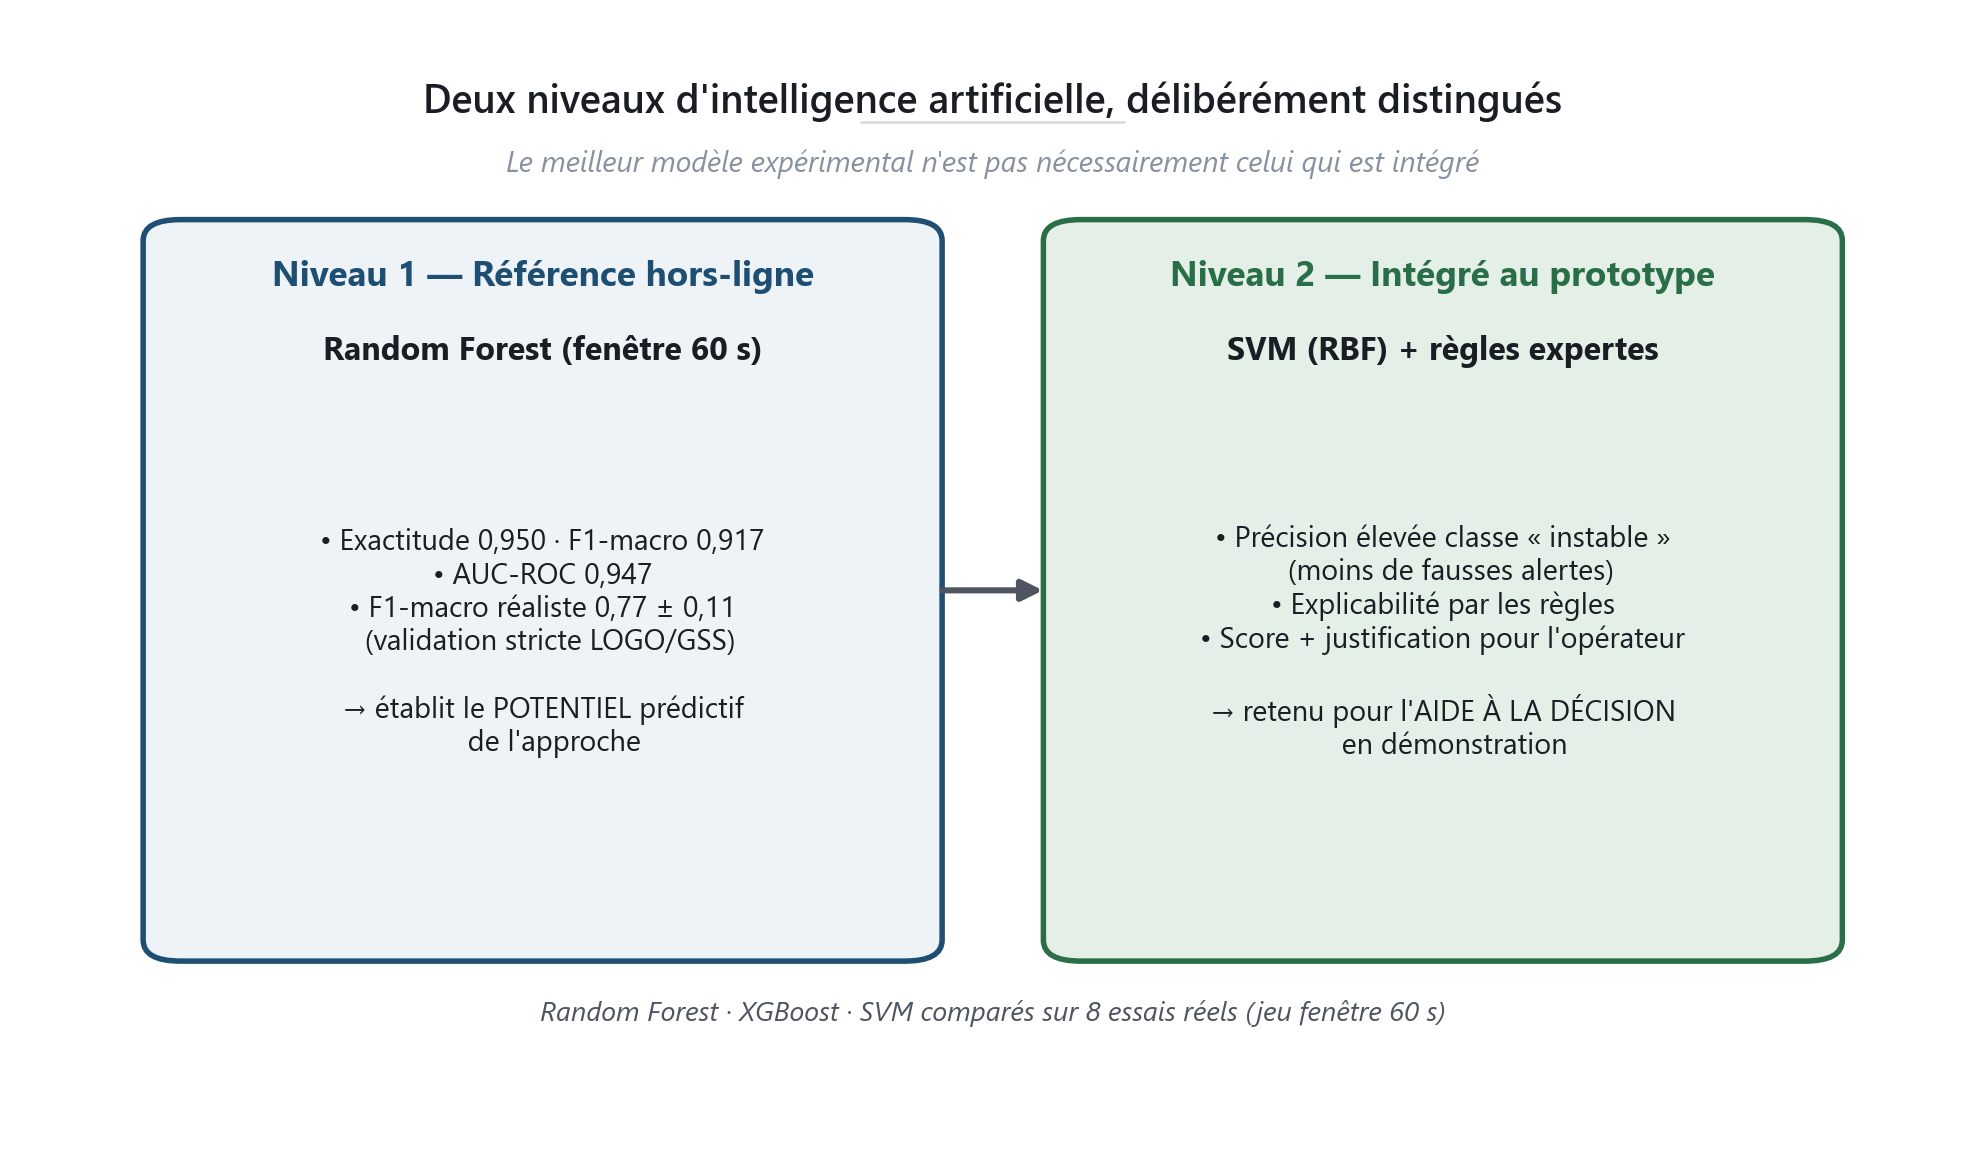 Deux niveaux d'intelligence artificielle, délibérément distingués
Le meilleur modèle expérimental n'est pas nécessairement celui qui est intégré
Niveau 1 — Référence hors-ligne
Random Forest (fenêtre 60 s)
• Exactitude 0,950 · F1-macro 0,917
• AUC-ROC 0,947
• F1-macro réaliste 0,77 ± 0,11
(validation stricte LOGO/GSS)
→ établit le POTENTIEL prédictif
de l'approche
Niveau 2 — Intégré au prototype
SVM (RBF) + règles expertes
• Précision élevée classe « instable »
(moins de fausses alertes)
• Explicabilité par les règles
• Score + justification pour l'opérateur
→ retenu pour l'AIDE À LA DÉCISION
en démonstration
Random Forest · XGBoost · SVM comparés sur 8 essais réels (jeu fenêtre 60 s)